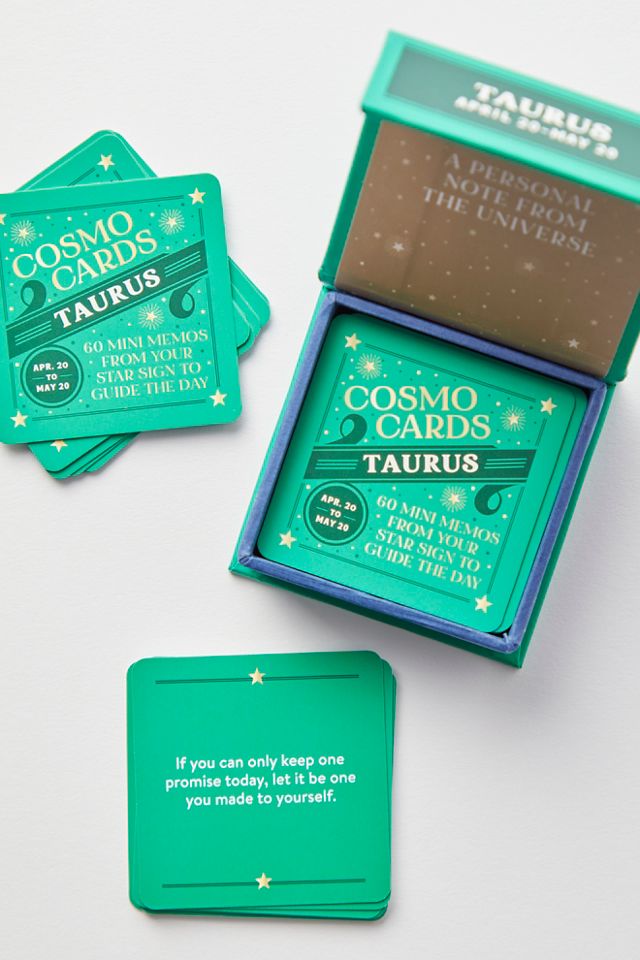 TAURUS
APRIL 20-MAY 20
A PERSONAL
NOTE FROM
THE UNIVERSE
COSMO
CARDS
TAURUS
APR. 20
TO
MAY 20
60 MINI MEMOS
FROM YOUR
STAR SIGN TO
GUIDE THE DAY
COSMO
CARDS
TAURUS
APR. 20
TO
MAY 20
60 MINI MEMOS
FROM YOUR
STAR SIGN TO
GUIDE THE DAY
If you can only keep one
promise today, let it be one
you made to yourself.